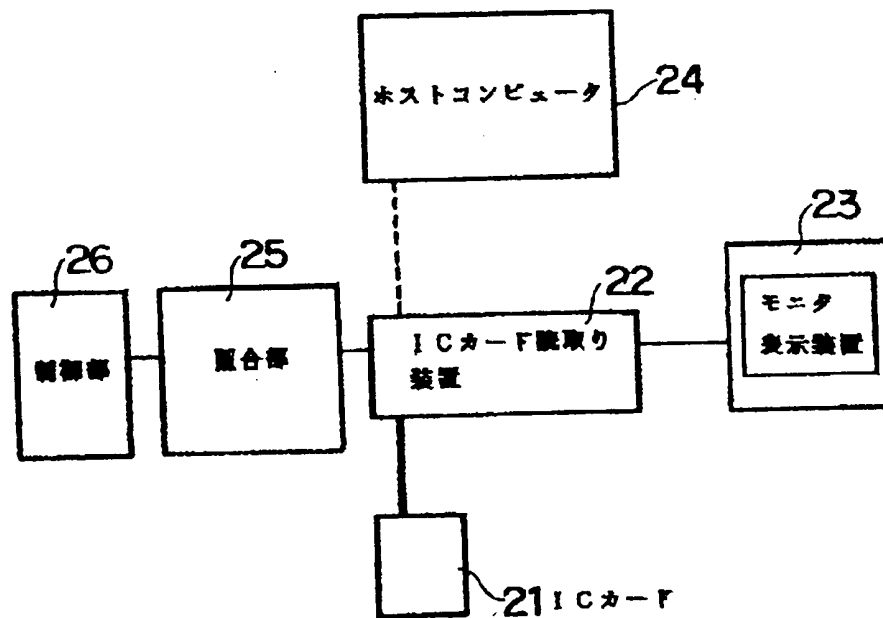 ホストコンピュータ
24
23
26
25
22
モニタ
表示装置
ICカード読取り
装置
制御部
照合部
21 ICカード